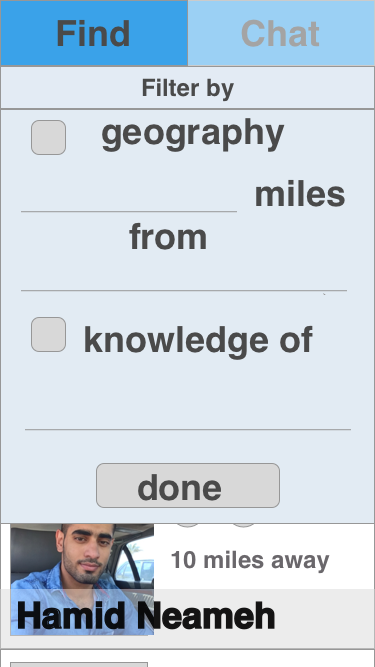 Find Chat
Filter by
geography
miles
from
knowledge of
done
10 miles away
Hamid Neameh